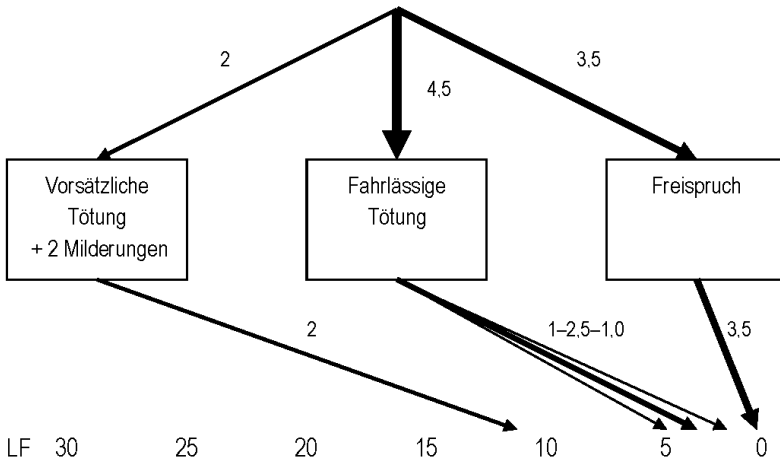 2
4,5
3,5
Vorsätzliche
Tötung
+ 2 Milderungen
Fahrlässige
Tötung
Freispruch
2
1–2,5–1,0
3,5
LF 30 25 20 15 10 5 0